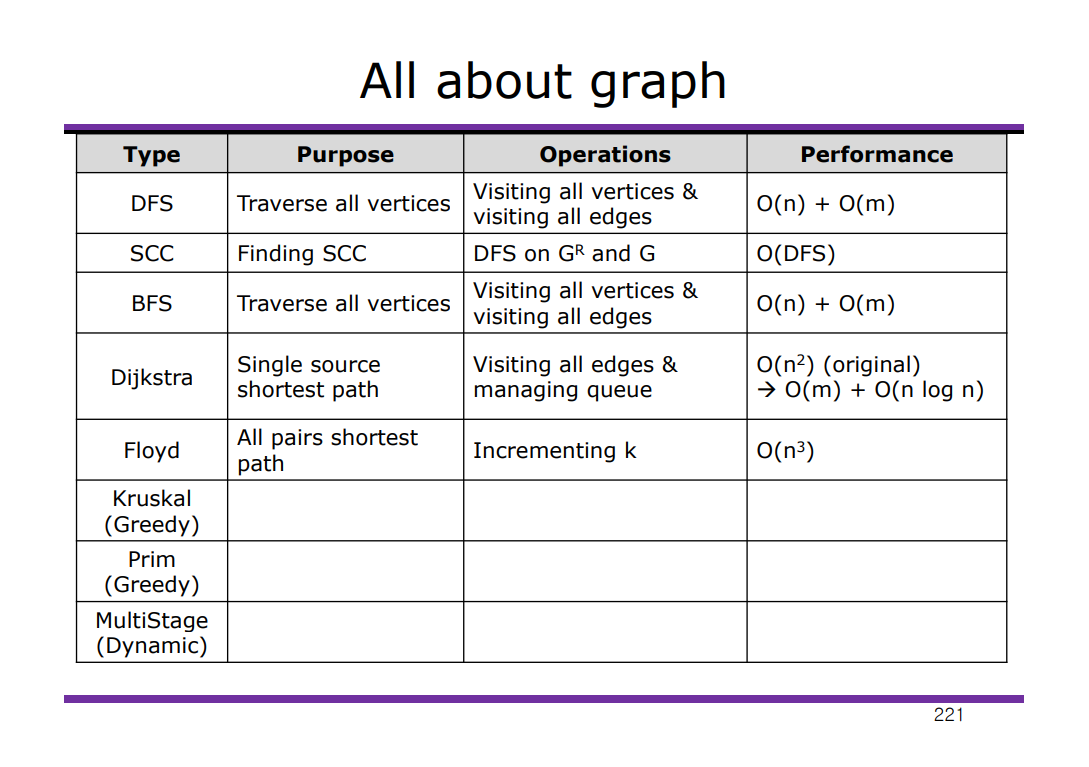 All about graph
Type Purpose Operations Performance
DFS Traverse all vertices Visiting all vertices & visiting all edges O(n) + O(m)
SCC Finding SCC DFS on Gᴿ and G O(DFS)
BFS Traverse all vertices Visiting all vertices & visiting all edges O(n) + O(m)
Dijkstra Single source shortest path Visiting all edges & managing queue O(n²) (original) → O(m) + O(n log n)
Floyd All pairs shortest path Incrementing k O(n³)
Kruskal (Greedy)
Prim (Greedy)
MultiStage (Dynamic)
221